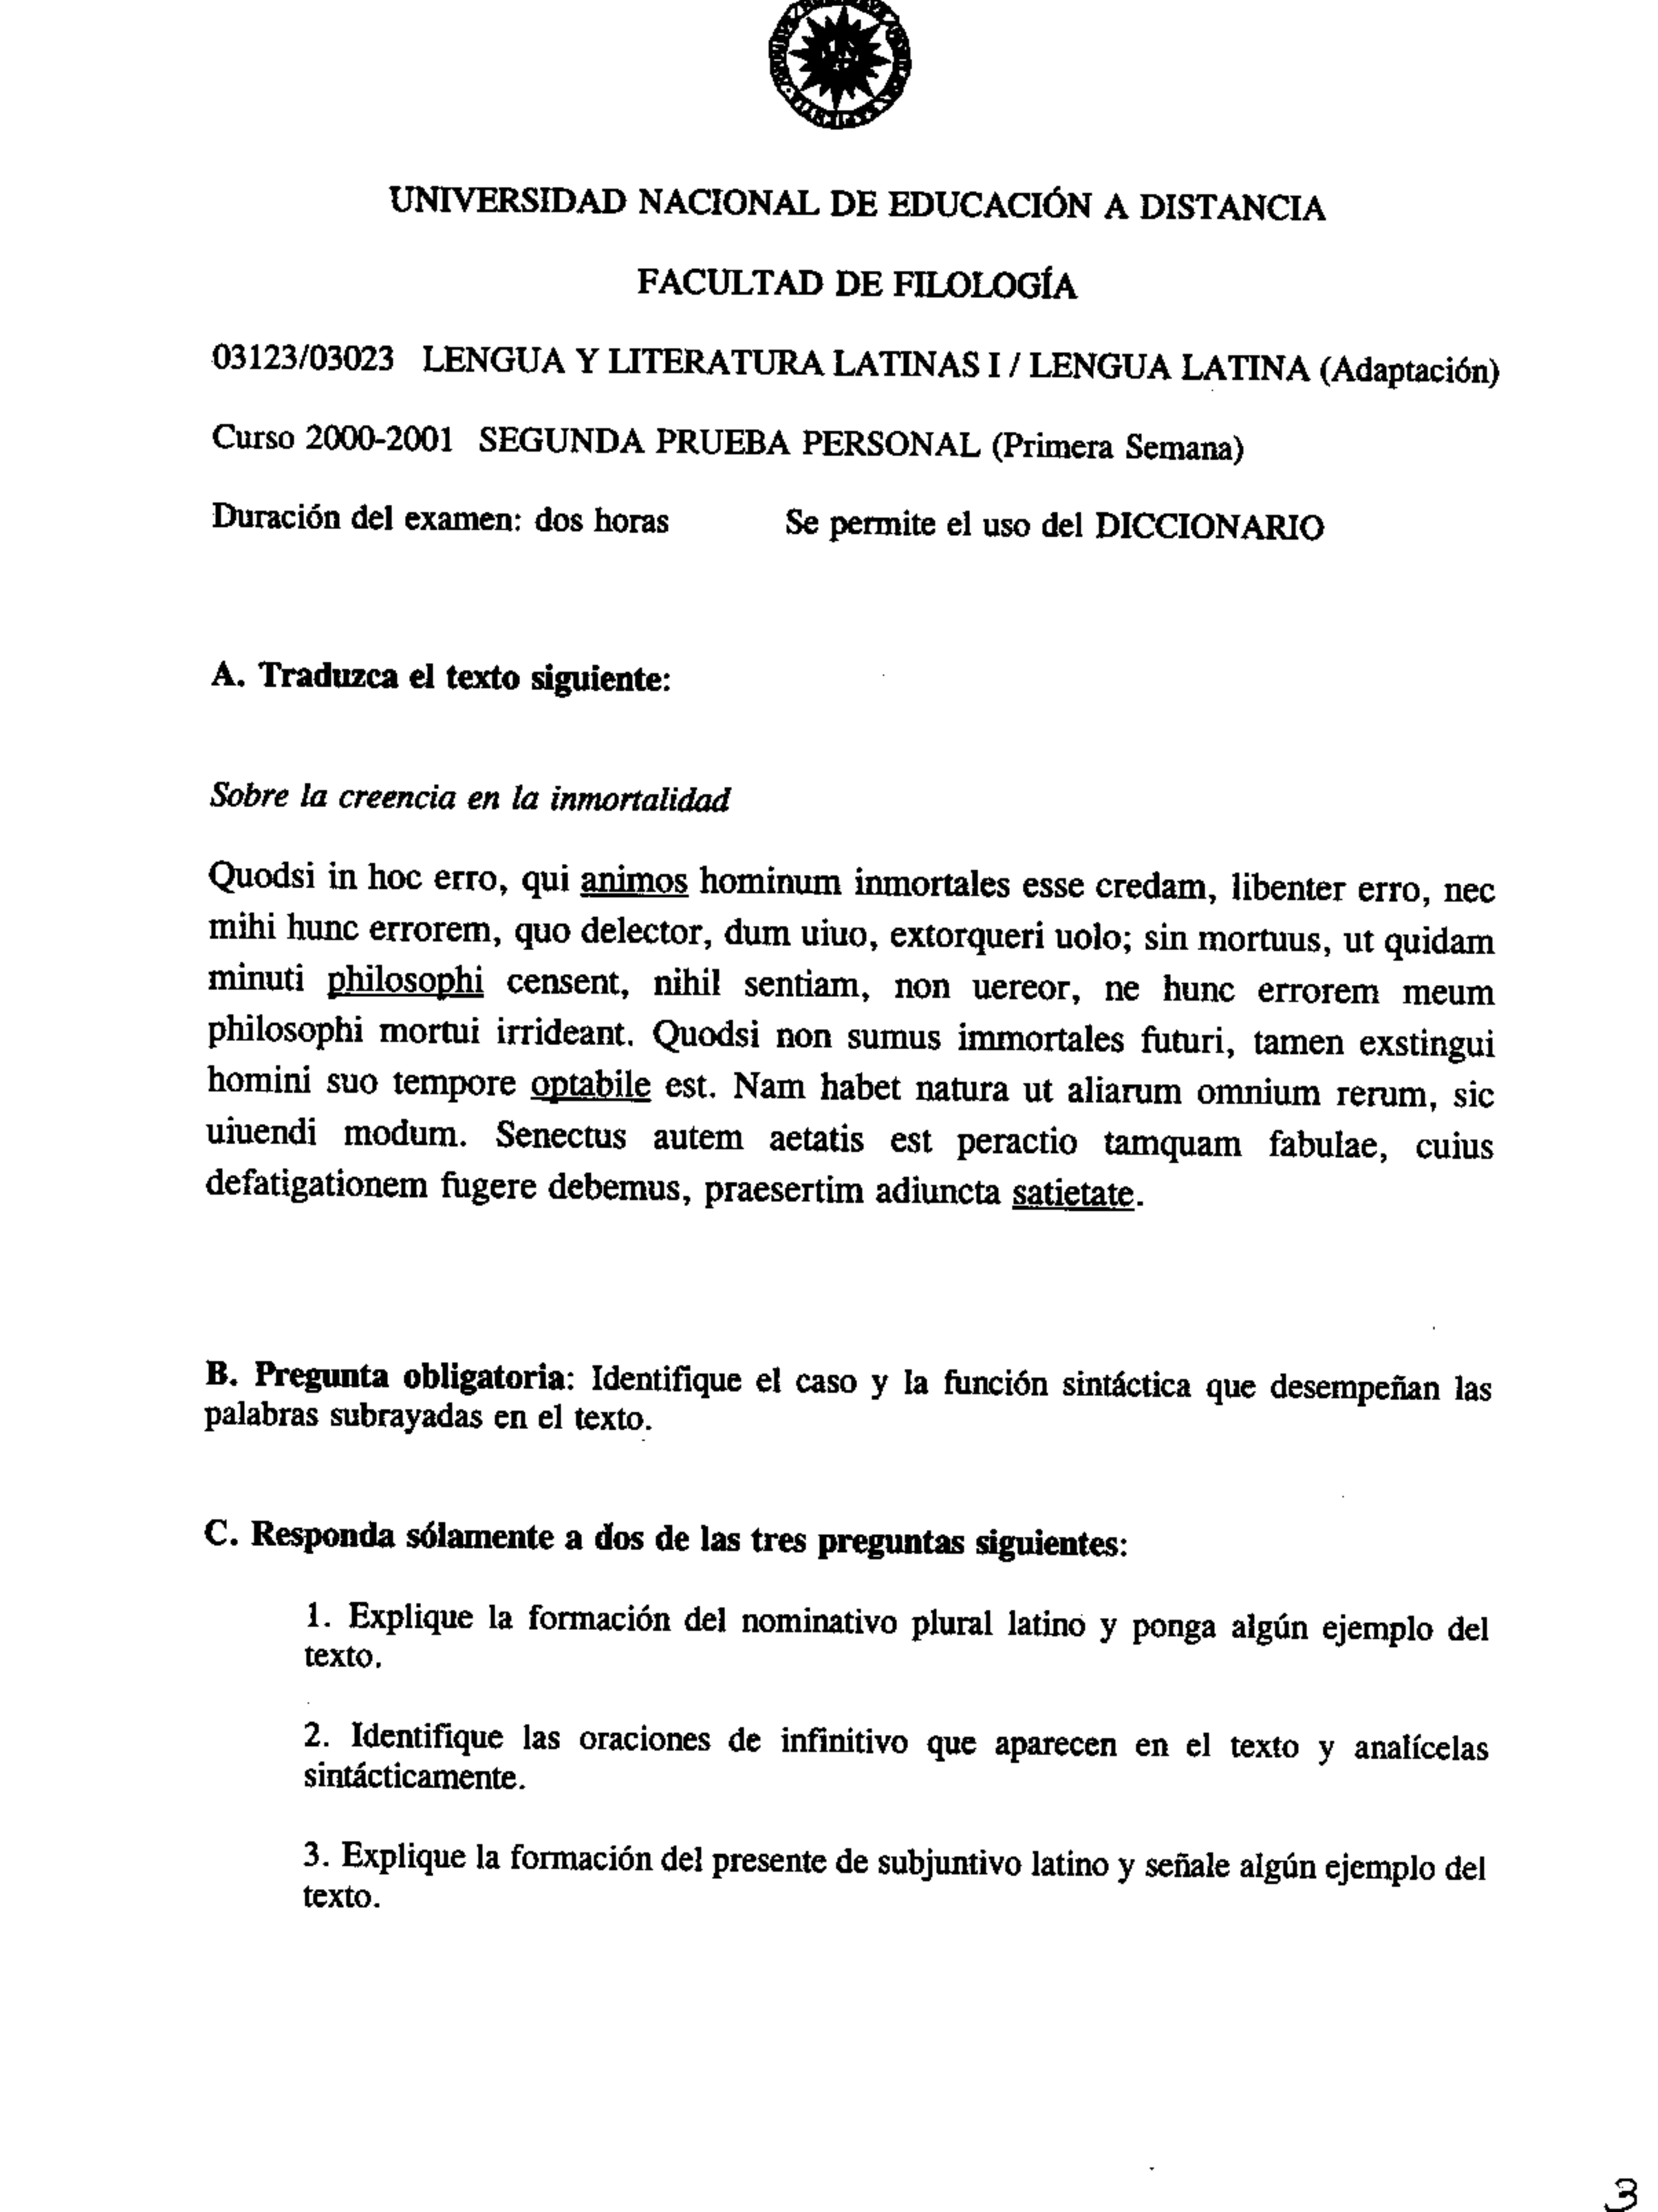 UNIVERSIDAD NACIONAL DE EDUCACIÓN A DISTANCIA
FACULTAD DE FILOLOGÍA
03123/03023 LENGUA Y LITERATURA LATINAS I / LENGUA LATINA (Adaptación)
Curso 2000-2001 SEGUNDA PRUEBA PERSONAL (Primera Semana)
Duración del examen: dos horas Se permite el uso del DICCIONARIO
A. Traduzca el texto siguiente:
Sobre la creencia en la inmortalidad
Quodsi in hoc erro, qui animos hominum inmortales esse credam, libenter erro, nec
mihi hunc errorem, quo delector, dum uiuo, extorqueri uolo; sin mortuus, ut quidam
minuti philosophi censent, nihil sentiam, non uereor, ne hunc errorem meum
philosophi mortui irrideant. Quodsi non sumus immortales futuri, tamen exstingui
homini suo tempore optabile est. Nam habet natura ut aliarum omnium rerum, sic
uiuendi modum. Senectus autem aetatis est peractio tamquam fabulae, cuius
defatigationem fugere debemus, praesertim adiuncta satietate.
B. Pregunta obligatoria: Identifique el caso y la función sintáctica que desempeñan las
palabras subrayadas en el texto.
C. Responda sólamente a dos de las tres preguntas siguientes:
1. Explique la formación del nominativo plural latino y ponga algún ejemplo del
texto.
2. Identifique las oraciones de infinitivo que aparecen en el texto y analícelas
sintácticamente.
3. Explique la formación del presente de subjuntivo latino y señale algún ejemplo del
texto.
3